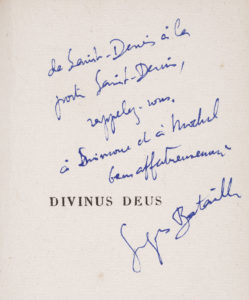 de Saint-Denis à la
porte Saint-Denis,
rappelez-vous,
à Simone et à Michel
bien affectueusement
DIVINUS DEUS
Georges Bataille